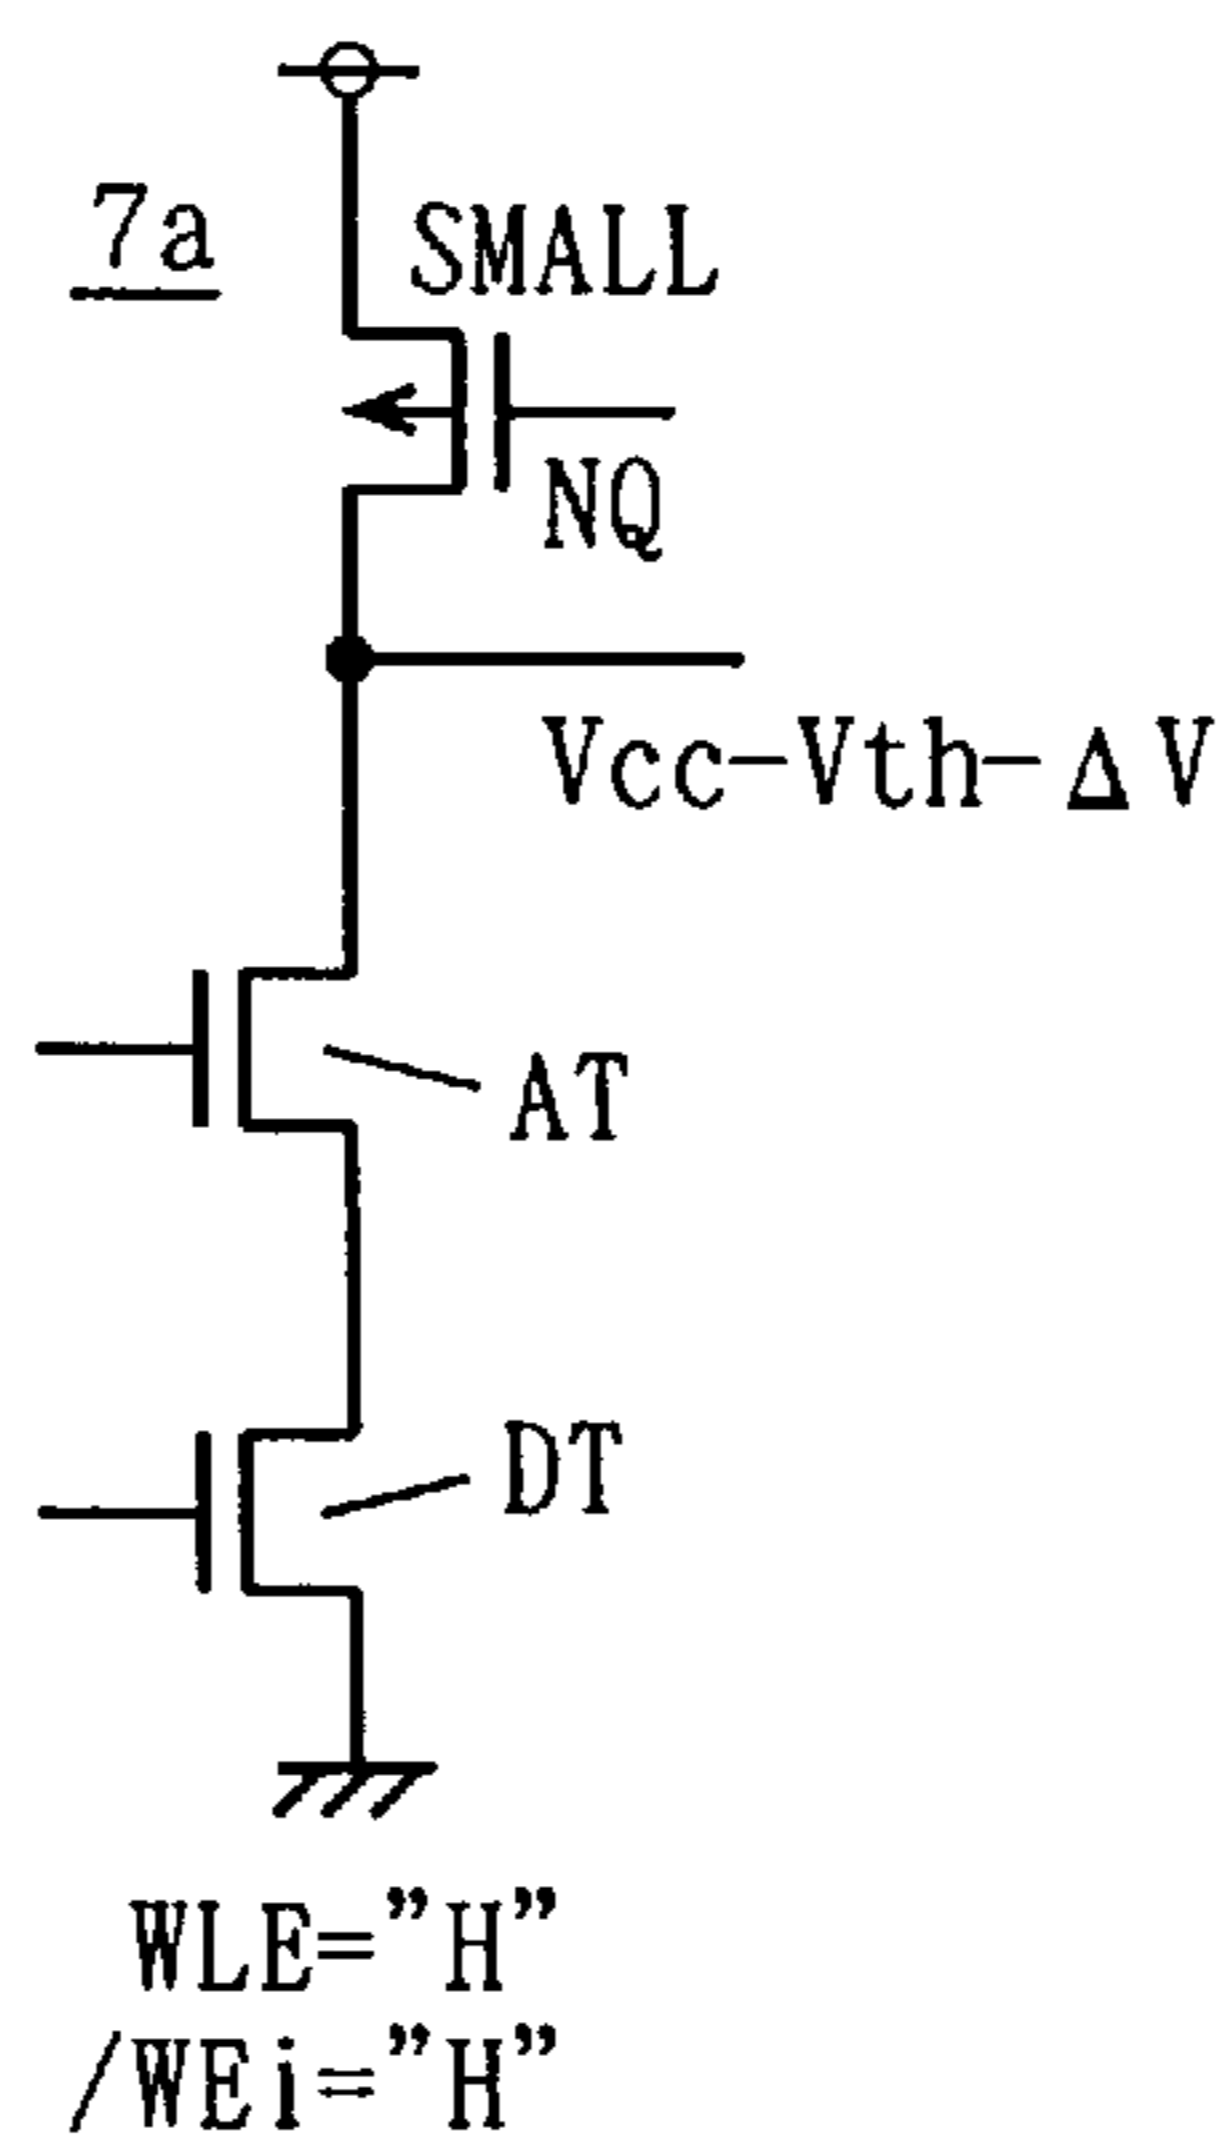 7a
SMALL
NQ
Vcc-Vth-ΔV
AT
DT
WLE="H"
/WEi="H"